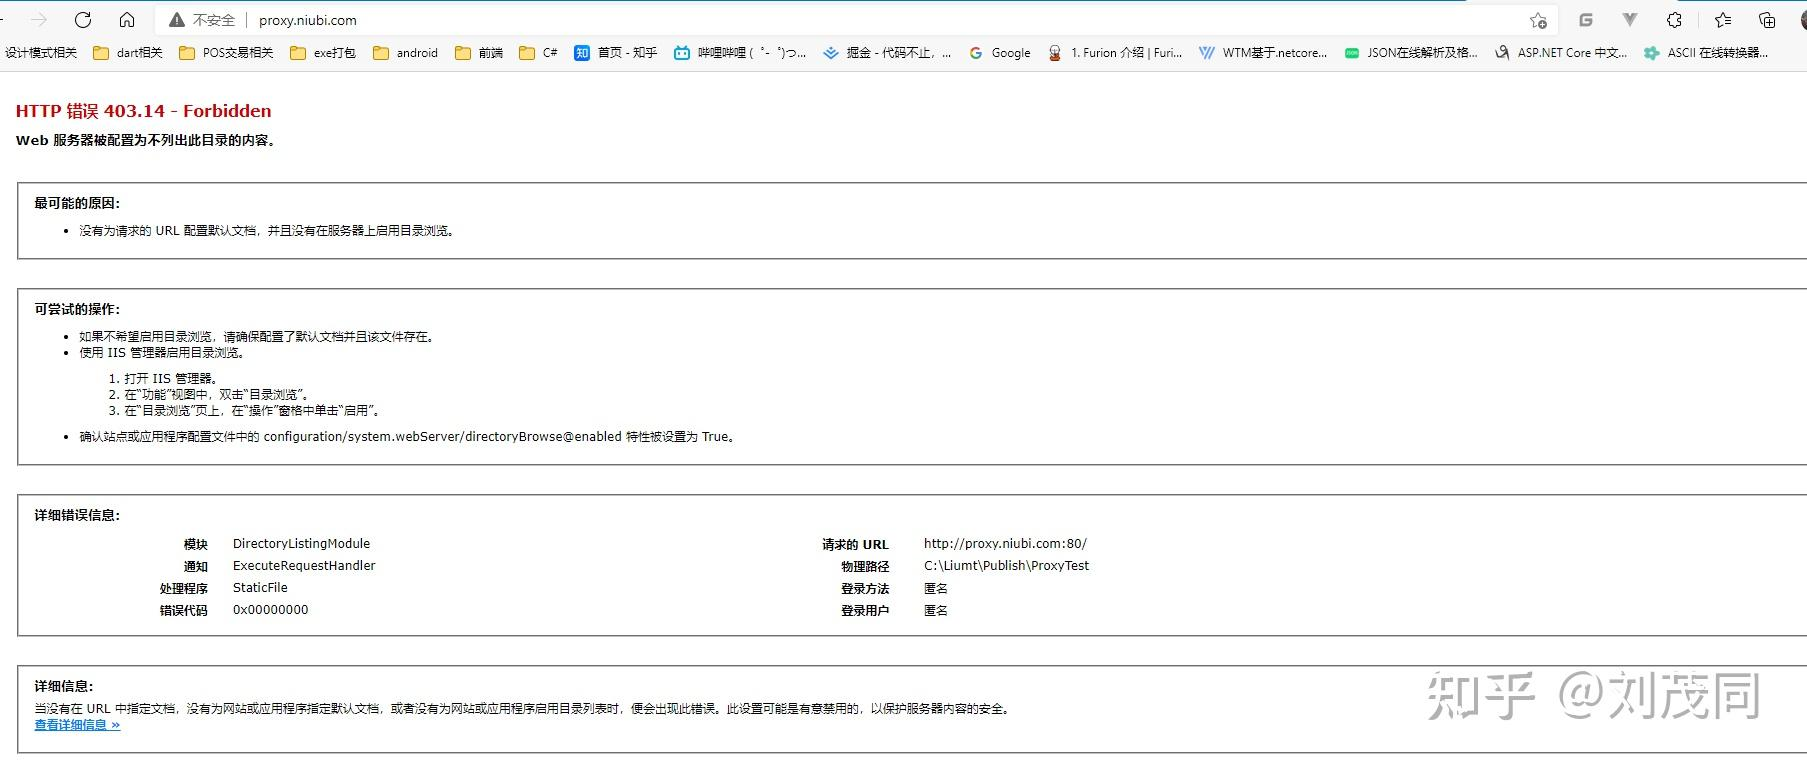 不安全 proxy.niubi.com
设计模式相关 dart相关 POS交易相关 exe打包 android 前端 C# 首页 - 知乎 哔哩哔哩 ( ゜- ゜)つ... 掘金 - 代码不止，... Google 1. Furion 介绍 | Furi... WTM基于.netcore... JSON在线解析及格... ASP.NET Core 中文... ASCII 在线转换器...
HTTP 错误 403.14 - Forbidden
Web 服务器被配置为不列出此目录的内容。
最可能的原因:
• 没有为请求的 URL 配置默认文档，并且没有在服务器上启用目录浏览。
可尝试的操作:
• 如果不希望启用目录浏览，请确保配置了默认文档并且该文件存在。
• 使用 IIS 管理器启用目录浏览。
1. 打开 IIS 管理器。
2. 在“功能”视图中，双击“目录浏览”。
3. 在“目录浏览”页上，在“操作”窗格中单击“启用”。
• 确认站点或应用程序配置文件中的 configuration/system.webServer/directoryBrowse@enabled 特性被设置为 True。
详细错误信息:
模块 DirectoryListingModule 请求的 URL http://proxy.niubi.com:80/
通知 ExecuteRequestHandler 物理路径 C:\Liumt\Publish\ProxyTest
处理程序 StaticFile 登录方法 匿名
错误代码 0x00000000 登录用户 匿名
详细信息:
当没有在 URL 中指定文档，没有为网站或应用程序指定默认文档，或者没有为网站或应用程序启用目录列表时，便会出现此错误。此设置可能是有意禁用的，以保护服务器内容的安全。
查看详细信息 »
知乎 @刘茂同